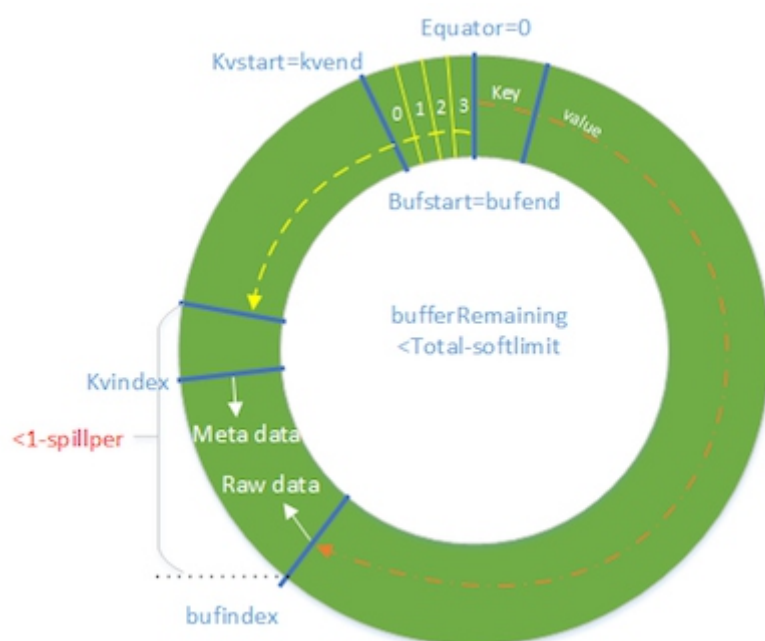 Equator=0
Kvstart=kvend
0 1 2 3 Key value
Bufstart=bufend
bufferRemaining
<Total-softlimit
Kvindex
<1-spillper
Meta data
Raw data
bufindex